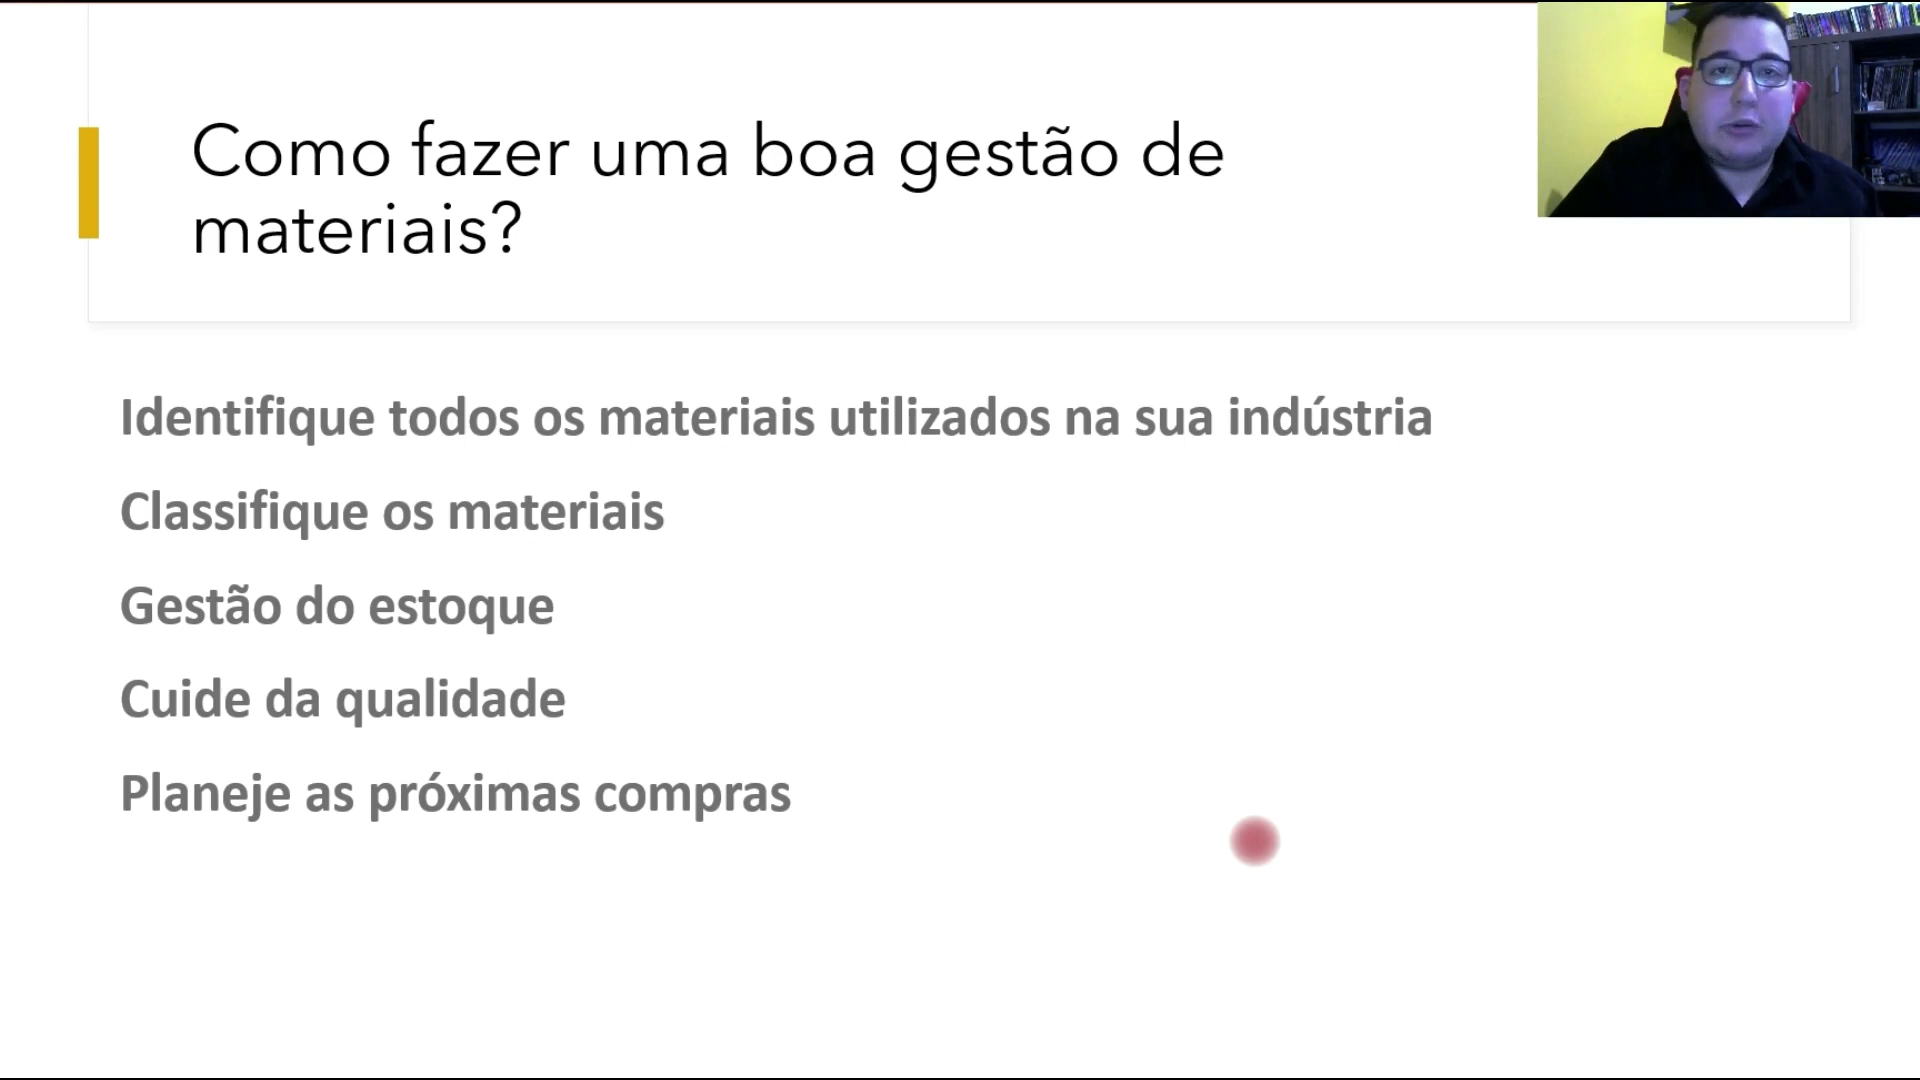 Como fazer uma boa gestão de
materiais?
Identifique todos os materiais utilizados na sua indústria
Classifique os materiais
Gestão do estoque
Cuide da qualidade
Planeje as próximas compras